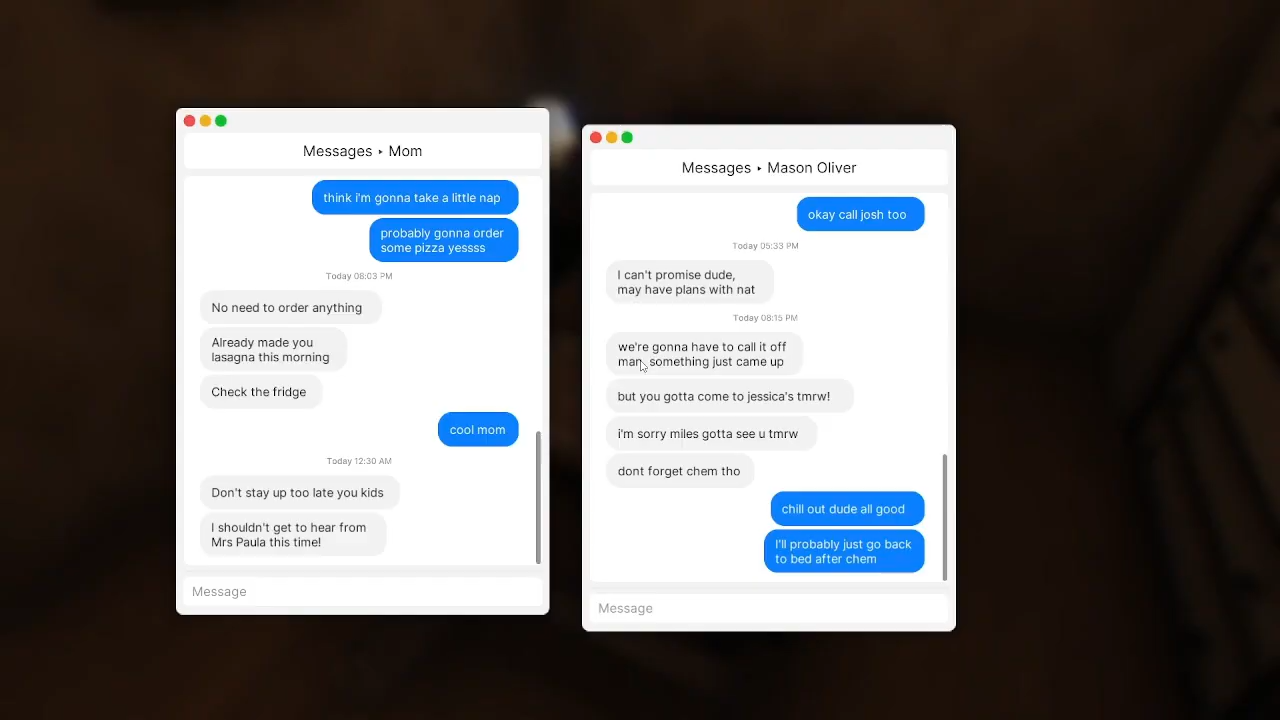 Messages ‣ Mom
think i'm gonna take a little nap
probably gonna order
some pizza yessss
Today 08:03 PM
No need to order anything
Already made you
lasagna this morning
Check the fridge
cool mom
Today 12:30 AM
Don't stay up too late you kids
I shouldn't get to hear from
Mrs Paula this time!
Message
Messages ‣ Mason Oliver
okay call josh too
Today 05:33 PM
I can't promise dude,
may have plans with nat
Today 08:15 PM
we're gonna have to call it off
man, something just came up
but you gotta come to jessica's tmrw!
i'm sorry miles gotta see u tmrw
dont forget chem tho
chill out dude all good
I'll probably just go back
to bed after chem
Message